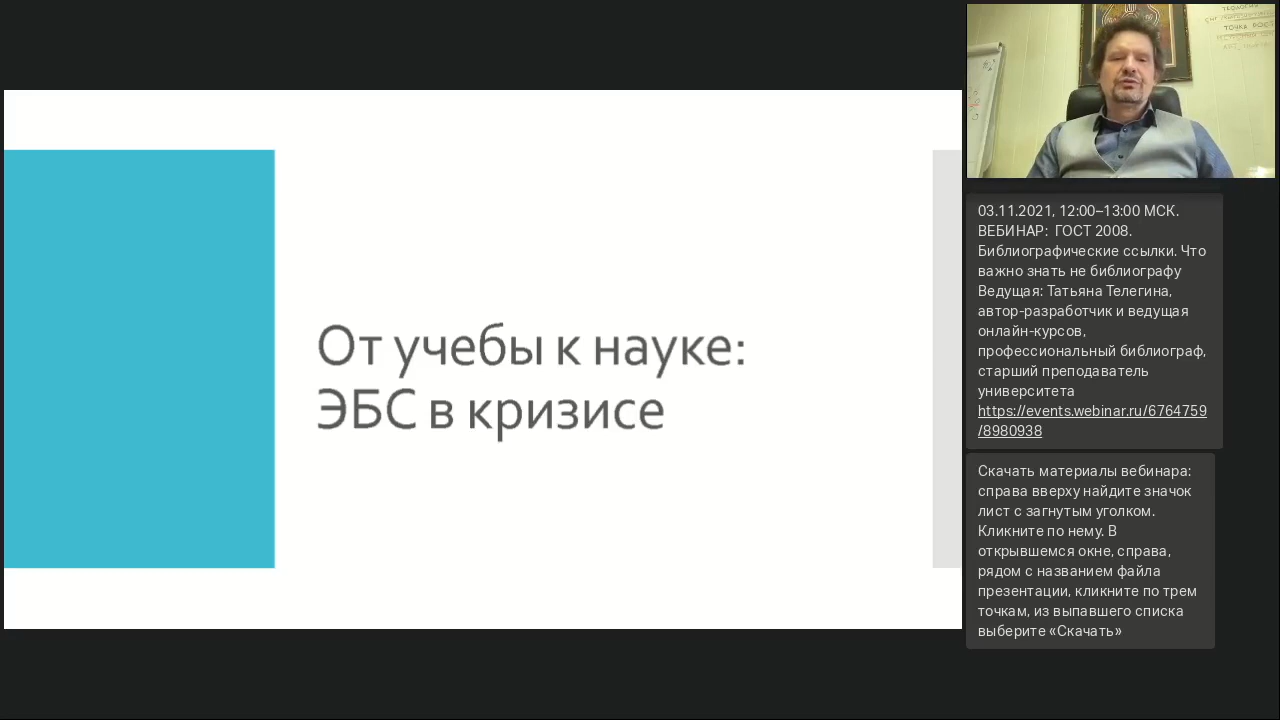 От учебы к науке:
ЭБС в кризисе
ТОЧКА РОСТ
03.11.2021, 12:00–13:00 МСК.
ВЕБИНАР:  ГОСТ 2008.
Библиографические ссылки. Что
важно знать не библиографу
Ведущая: Татьяна Телегина,
автор-разработчик и ведущая
онлайн-курсов,
профессиональный библиограф,
старший преподаватель
университета
https://events.webinar.ru/6764759
/8980938
Скачать материалы вебинара:
справа вверху найдите значок
лист с загнутым уголком.
Кликните по нему. В
открывшемся окне, справа,
рядом с названием файла
презентации, кликните по трем
точкам, из выпавшего списка
выберите «Скачать»